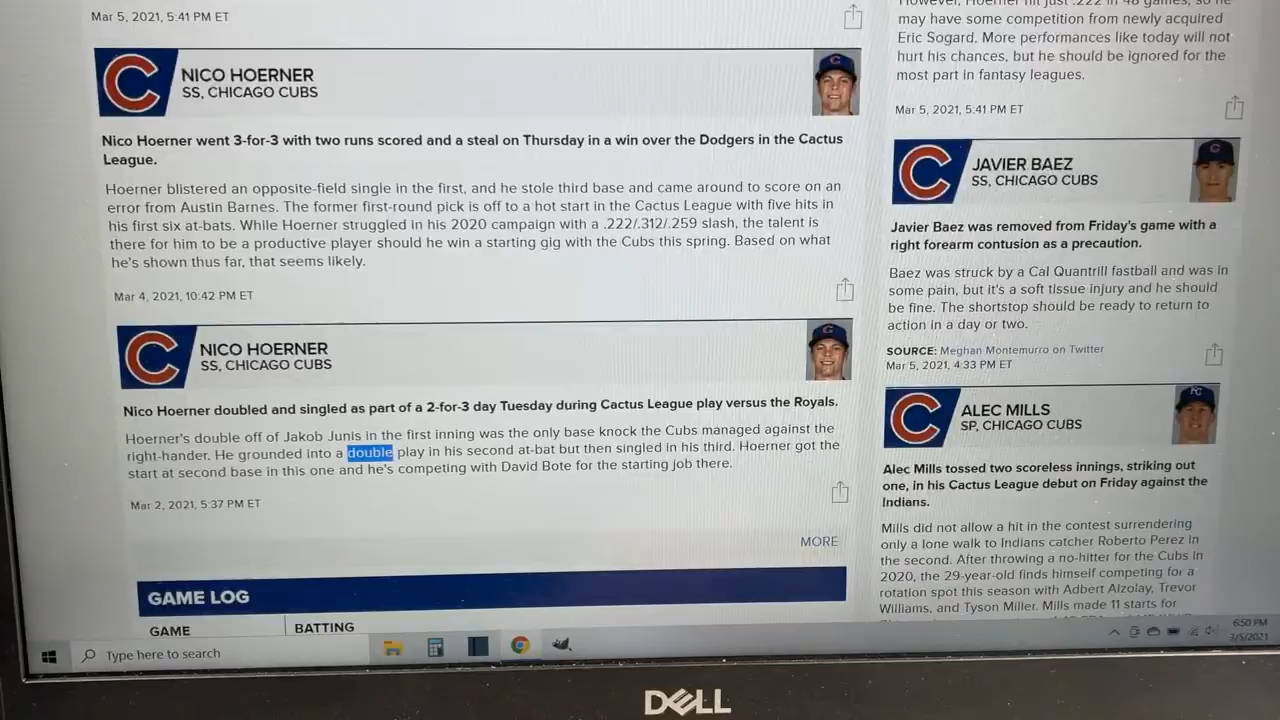 Mar 5, 2021, 5:41 PM ET
NICO HOERNER
SS, CHICAGO CUBS
Nico Hoerner went 3-for-3 with two runs scored and a steal on Thursday in a win over the Dodgers in the Cactus
League.
Hoerner blistered an opposite-field single in the first, and he stole third base and came around to score on an
error from Austin Barnes. The former first-round pick is off to a hot start in the Cactus League with five hits in
his first six at-bats. While Hoerner struggled in his 2020 campaign with a .222/.312/.259 slash, the talent is
there for him to be a productive player should he win a starting gig with the Cubs this spring. Based on what
he's shown thus far, that seems likely.
Mar 4, 2021, 10:42 PM ET
NICO HOERNER
SS, CHICAGO CUBS
Nico Hoerner doubled and singled as part of a 2-for-3 day Tuesday during Cactus League play versus the Royals.
Hoerner's double off of Jakob Junis in the first inning was the only base knock the Cubs managed against the
right-hander. He grounded into a double play in his second at-bat but then singled in his third. Hoerner got the
start at second base in this one and he's competing with David Bote for the starting job there.
Mar 2, 2021, 5:37 PM ET
MORE
GAME LOG
GAME
BATTING
However, Hoerner hit just .222 in 48 games, so he
may have some competition from newly acquired
Eric Sogard. More performances like today will not
hurt his chances, but he should be ignored for the
most part in fantasy leagues.
Mar 5, 2021, 5:41 PM ET
JAVIER BAEZ
SS, CHICAGO CUBS
Javier Baez was removed from Friday's game with a
right forearm contusion as a precaution.
Baez was struck by a Cal Quantrill fastball and was in
some pain, but it's a soft tissue injury and he should
be fine. The shortstop should be ready to return to
action in a day or two.
SOURCE: Meghan Montemurro on Twitter
Mar 5, 2021, 4:33 PM ET
ALEC MILLS
SP, CHICAGO CUBS
Alec Mills tossed two scoreless innings, striking out
one, in his Cactus League debut on Friday against the
Indians.
Mills did not allow a hit in the contest surrendering
only a lone walk to Indians catcher Roberto Perez in
the second. After throwing a no-hitter for the Cubs in
2020, the 29-year-old finds himself competing for a
rotation spot this season with Adbert Alzolay, Trevor
Williams, and Tyson Miller. Mills made 11 starts for
Type here to search
6:50 PM
3/5/2021
DELL